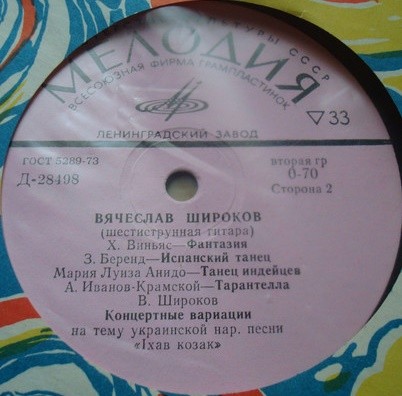 КУЛЬТУРЫ СССР
МЕЛОДИЯ
ВСЕСОЮЗНАЯ ФИРМА ГРАМПЛАСТИНОК
▽ 33
ЛЕНИНГРАДСКИЙ ЗАВОД
ГОСТ 5289-73
Д-28498
вторая гр
0-70
Сторона 2
ВЯЧЕСЛАВ ШИРОКОВ
(шестиструнная гитара)
Х. Виньяс—Фантазия
З. Беренд—Испанский танец
Мария Луиза Анидо—Танец индейцев
А. Иванов-Крамской—Тарантелла
В. Широков
Концертные вариации
на тему украинской нар. песни
«Їхав козак»